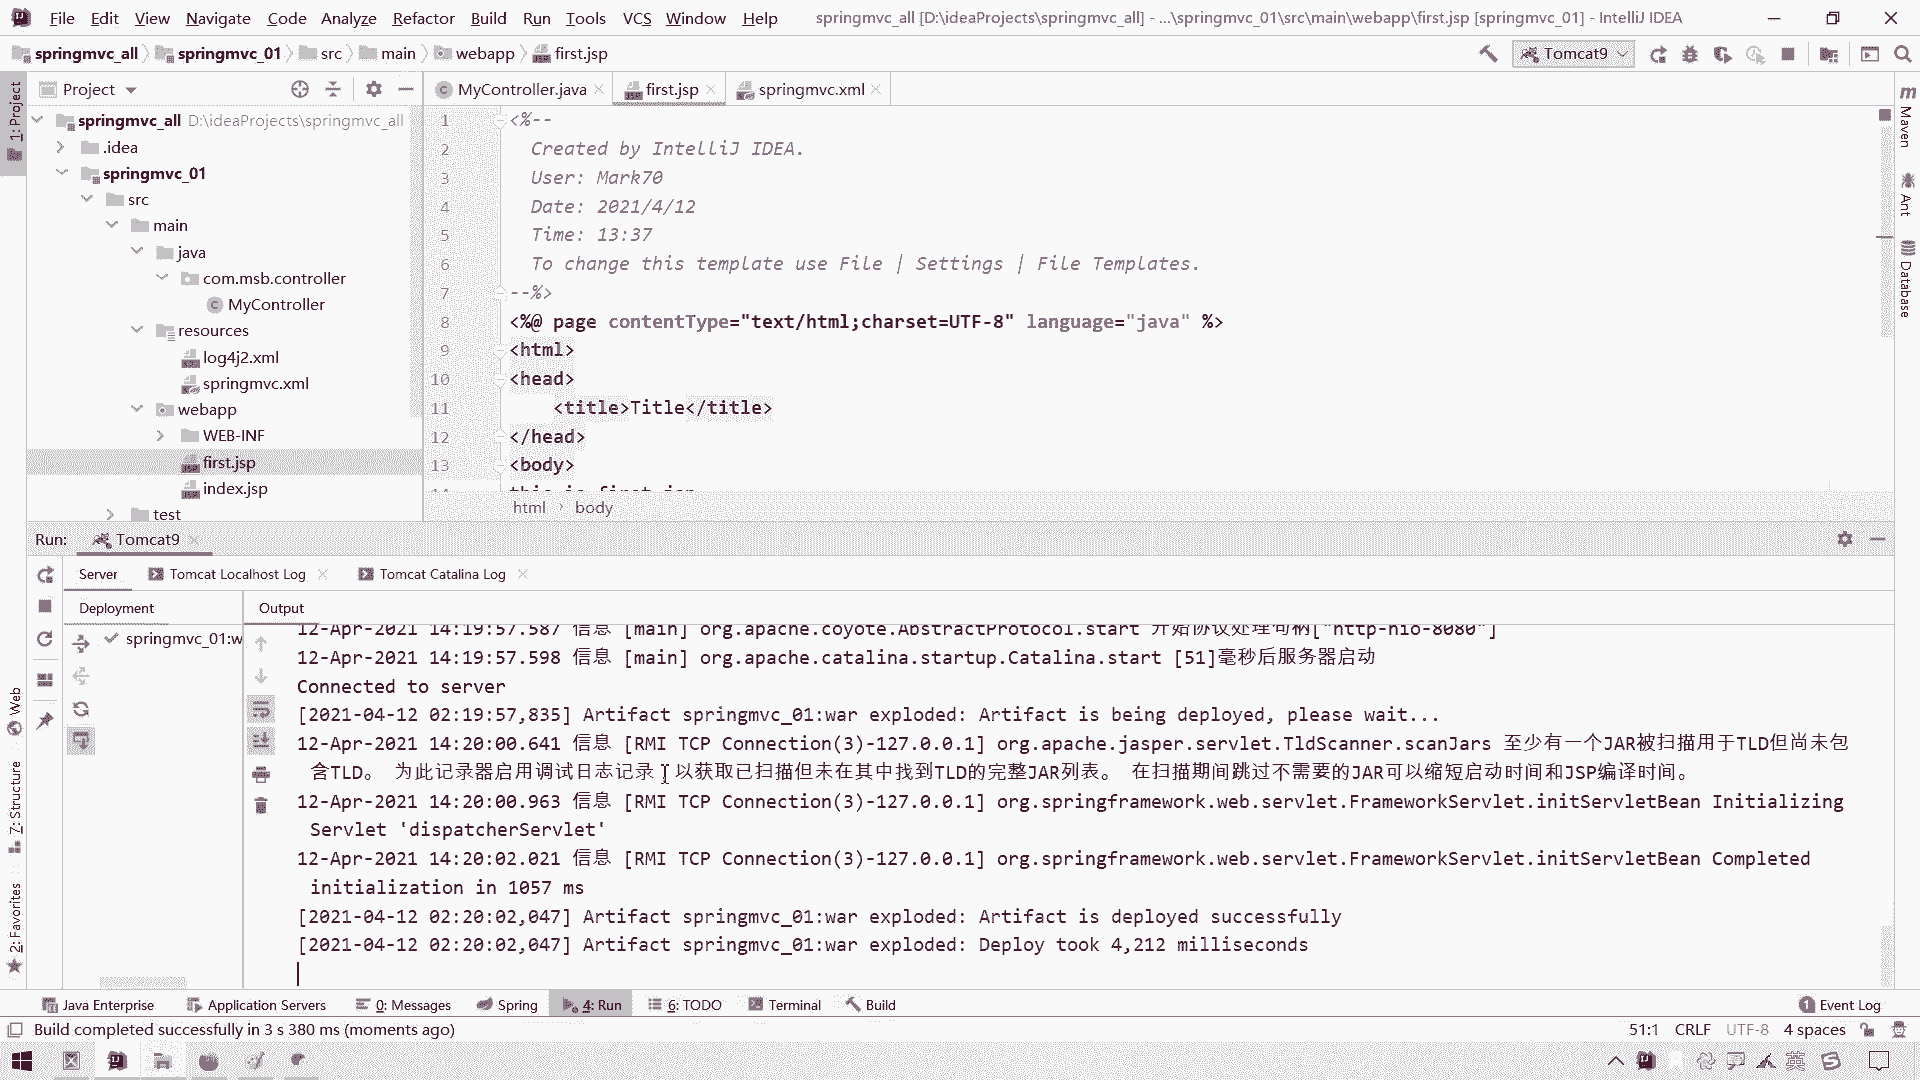 File Edit View Navigate Code Analyze Refactor Build Run Tools VCS Window Help springmvc_all [D:\ideaProjects\springmvc_all] - ...\springmvc_01\src\main\webapp\first.jsp [springmvc_01] - IntelliJ IDEA
springmvc_all springmvc_01 src main webapp first.jsp Tomcat9
Project MyController.java first.jsp springmvc.xml
1: Project
springmvc_all D:\ideaProjects\springmvc_all
.idea
springmvc_01
src
main
java
com.msb.controller
MyController
resources
log4j2.xml
springmvc.xml
webapp
WEB-INF
first.jsp
index.jsp
test
1 <%--
2 Created by IntelliJ IDEA.
3 User: Mark70
4 Date: 2021/4/12
5 Time: 13:37
6 To change this template use File | Settings | File Templates.
7 --%>
8 <%@ page contentType="text/html;charset=UTF-8" language="java" %>
9 <html>
10 <head>
11 <title>Title</title>
12 </head>
13 <body>
14 this is first jsp
html › body
Maven
Ant
Database
Run: Tomcat9
Server Tomcat Localhost Log Tomcat Catalina Log
Deployment Output
springmvc_01:w
12-Apr-2021 14:19:57.587 信息 [main] org.apache.coyote.AbstractProtocol.start 开始协议处理句柄["http-nio-8080"]
12-Apr-2021 14:19:57.598 信息 [main] org.apache.catalina.startup.Catalina.start [51]毫秒后服务器启动
Connected to server
[2021-04-12 02:19:57,835] Artifact springmvc_01:war exploded: Artifact is being deployed, please wait...
12-Apr-2021 14:20:00.641 信息 [RMI TCP Connection(3)-127.0.0.1] org.apache.jasper.servlet.TldScanner.scanJars 至少有一个JAR被扫描用于TLD但尚未包
含TLD。 为此记录器启用调试日志记录 以获取已扫描但未在其中找到TLD的完整JAR列表。 在扫描期间跳过不需要的JAR可以缩短启动时间和JSP编译时间。
12-Apr-2021 14:20:00.963 信息 [RMI TCP Connection(3)-127.0.0.1] org.springframework.web.servlet.FrameworkServlet.initServletBean Initializing
Servlet 'dispatcherServlet'
12-Apr-2021 14:20:02.021 信息 [RMI TCP Connection(3)-127.0.0.1] org.springframework.web.servlet.FrameworkServlet.initServletBean Completed
initialization in 1057 ms
[2021-04-12 02:20:02,047] Artifact springmvc_01:war exploded: Artifact is deployed successfully
[2021-04-12 02:20:02,047] Artifact springmvc_01:war exploded: Deploy took 4,212 milliseconds
Web
7: Structure
2: Favorites
Java Enterprise Application Servers 0: Messages Spring 4: Run 6: TODO Terminal Build 1 Event Log
Build completed successfully in 3 s 380 ms (moments ago) 51:1 CRLF UTF-8 4 spaces
英